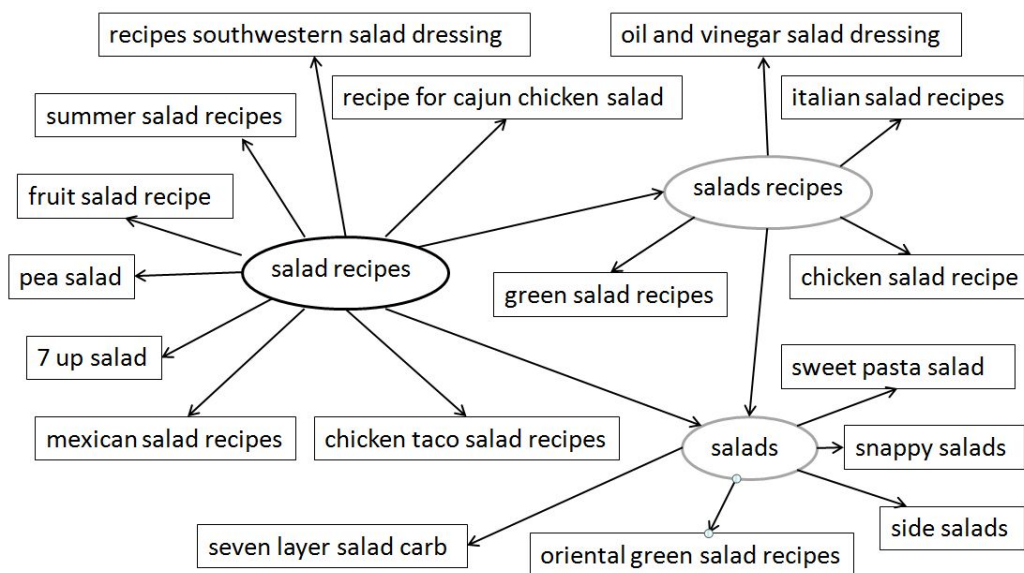 recipes southwestern salad dressing
oil and vinegar salad dressing
summer salad recipes
recipe for cajun chicken salad
italian salad recipes
fruit salad recipe
salads recipes
pea salad
salad recipes
green salad recipes
chicken salad recipe
7 up salad
sweet pasta salad
mexican salad recipes
chicken taco salad recipes
salads
snappy salads
seven layer salad carb
oriental green salad recipes
side salads